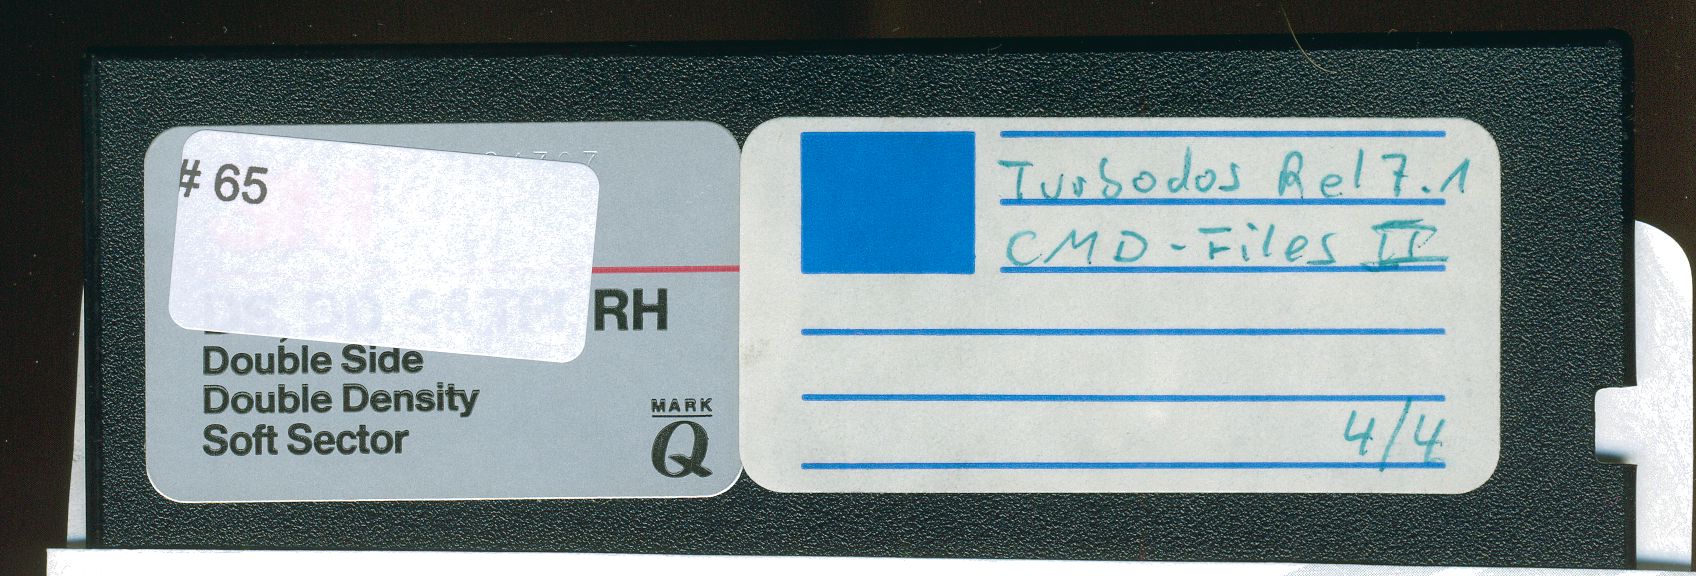 # 65
RH
Double Side
Double Density
Soft Sector
MARK
Q
Turbodos Rel 7.1
CMD-Files II
4/4